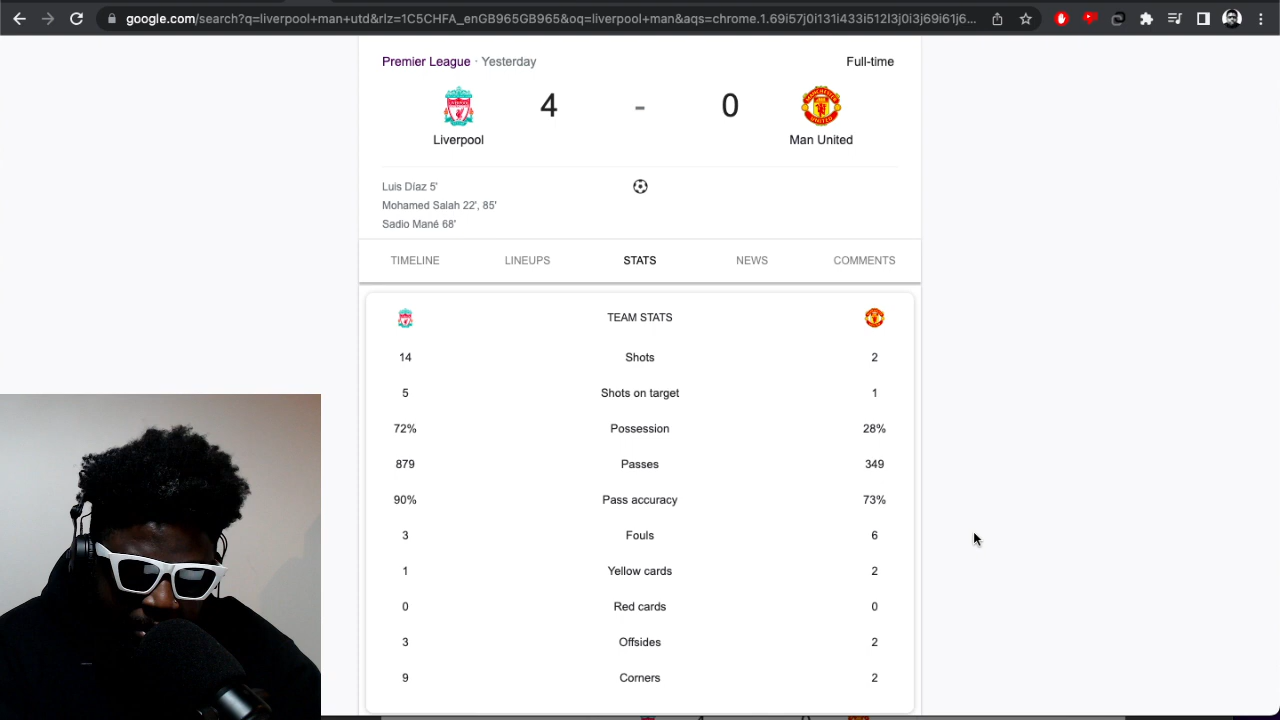 google.com/search?q=liverpool+man+utd&rlz=1C5CHFA_enGB965GB965&oq=liverpool+man&aqs=chrome.1.69i57j0i131i433i512l3j0i3j69i61j6...
Premier League · Yesterday Full-time
4 - 0
Liverpool Man United
Luis Díaz 5'
Mohamed Salah 22', 85'
Sadio Mané 68'
TIMELINE LINEUPS STATS NEWS COMMENTS
TEAM STATS
14 Shots 2
5 Shots on target 1
72% Possession 28%
879 Passes 349
90% Pass accuracy 73%
3 Fouls 6
1 Yellow cards 2
0 Red cards 0
3 Offsides 2
9 Corners 2